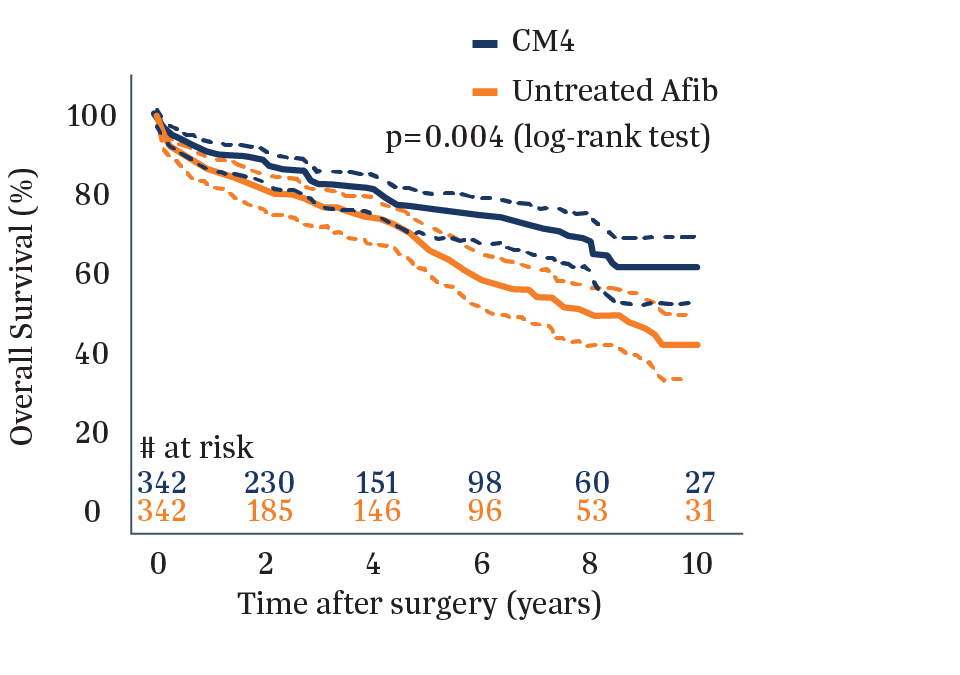 CM4
Untreated Afib
p=0.004 (log-rank test)
Overall Survival (%)
100
80
60
40
20
0
# at risk
342 230 151 98 60 27
342 185 146 96 53 31
0 2 4 6 8 10
Time after surgery (years)